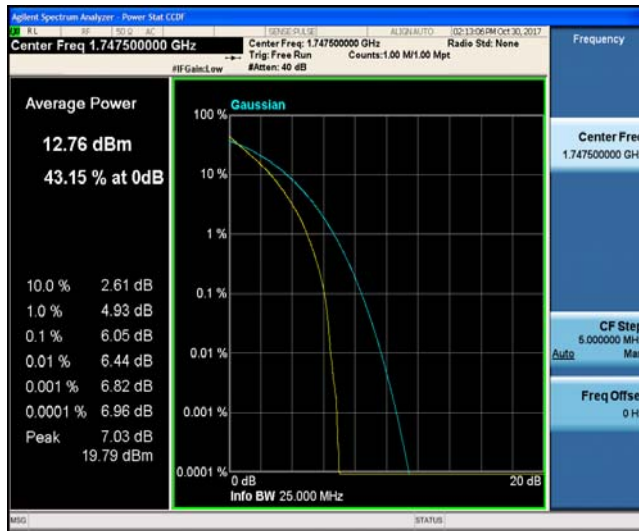 Agilent Spectrum Analyzer - Power Stat CCDF
RL RF 50 Ω AC SENSE:PULSE ALIGN AUTO 02:13:06 PM Oct 30, 2017
Center Freq 1.747500000 GHz
Center Freq: 1.747500000 GHz Radio Std: None
Trig: Free Run Counts:1.00 M/1.00 Mpt
#IFGain:Low #Atten: 40 dB
Frequency
Average Power
12.76 dBm
43.15 % at 0dB
10.0 % 2.61 dB
1.0 % 4.93 dB
0.1 % 6.05 dB
0.01 % 6.44 dB
0.001 % 6.82 dB
0.0001 % 6.96 dB
Peak 7.03 dB
19.79 dBm
Gaussian
100 %
10 %
1 %
0.1 %
0.01 %
0.001 %
0.0001 %
0 dB 20 dB
Info BW 25.000 MHz
Center Fre
1.747500000 GH
CF Step
5.000000 MH
Auto Ma
Freq Offse
0 H
MSG STATUS